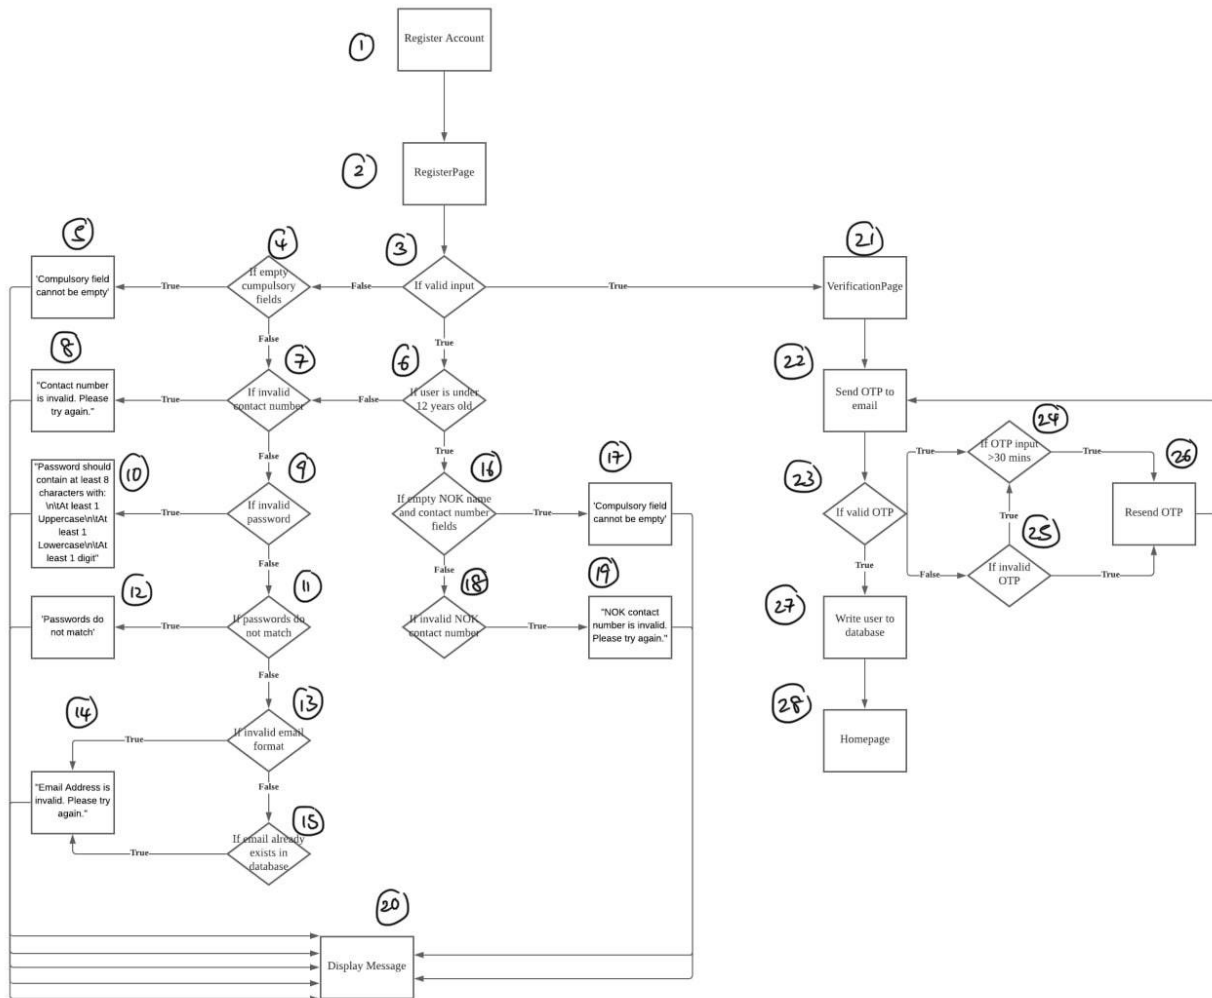 1
Register Account
2
RegisterPage
5
4
3
21
'Compulsory field
cannot be empty'
True
If empty
cumpulsory
fields
False
If valid input
True
VerificationPage
False
True
8
7
6
22
"Contact number
is invalid. Please
try again."
True
If invalid
contact number
False
If user is under
12 years old
Send OTP to
email
False
True
24
10
"Password should
contain at least 8
characters with:
\n\tAt least 1
Uppercase\n\tAt
least 1
Lowercase\n\tAt
least 1 digit"
9
16
17
True
If OTP input
>30 mins
True
26
23
True
If invalid
password
If empty NOK name
and contact number
fields
True
'Compulsory field
cannot be empty'
If valid OTP
True
25
Resend OTP
False
False
True
False
If invalid
OTP
True
12
11
18
19
27
'Passwords do
not match'
True
If passwords do
not match
If invalid NOK
contact number
True
"NOK contact
number is invalid.
Please try again."
Write user to
database
False
14
13
28
True
If invalid email
format
Homepage
False
"Email Address is
invalid. Please try
again."
15
True
If email already
exists in
database
20
Display Message